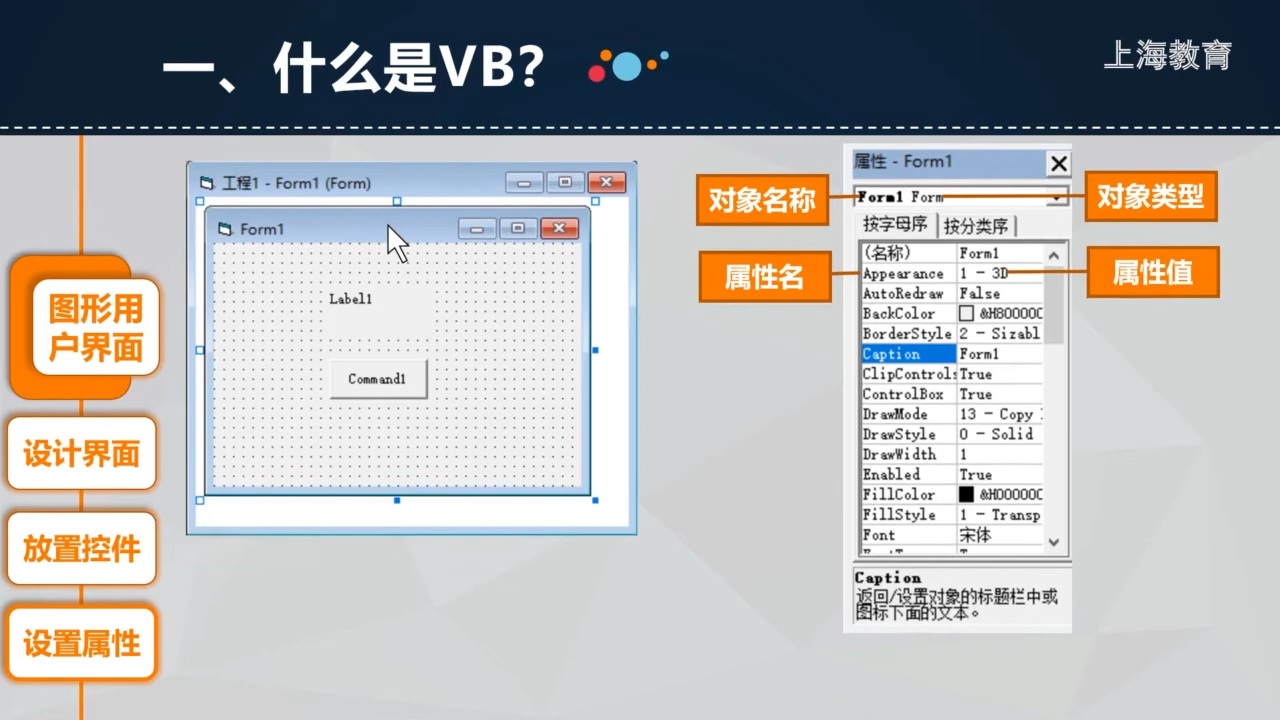 一、什么是VB?
上海教育
图形用
户界面
设计界面
放置控件
设置属性
工程1 - Form1 (Form)
Form1
Label1
Command1
对象名称
属性名
属性 - Form1
Form1 Form
按字母序 按分类序
(名称) Form1
Appearance 1 - 3D
AutoRedraw False
BackColor &H800000
BorderStyle 2 - Sizabl
Caption Form1
ClipControls True
ControlBox True
DrawMode 13 - Copy
DrawStyle 0 - Solid
DrawWidth 1
Enabled True
FillColor &H000000
FillStyle 1 - Transp
Font 宋体
Caption
返回/设置对象的标题栏中或
图标下面的文本。
对象类型
属性值